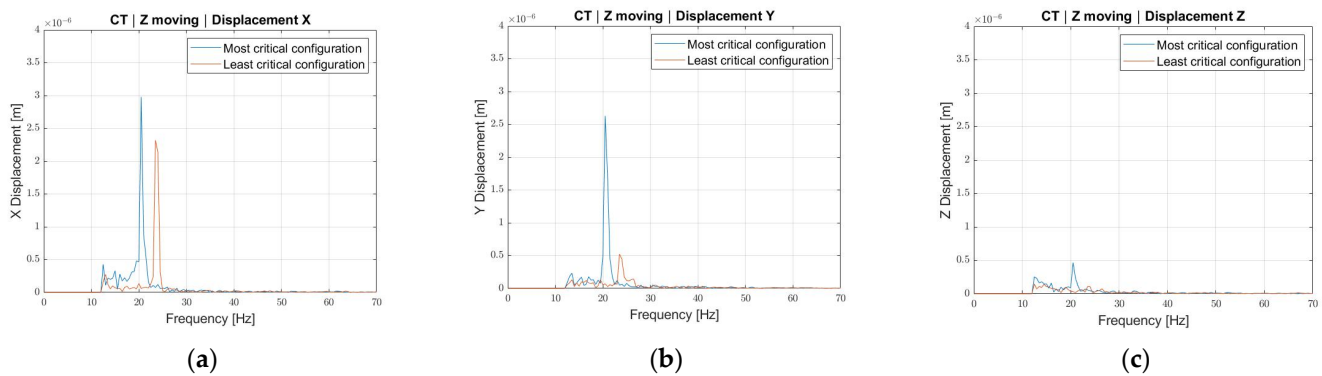 CT | Z moving | Displacement X
×10⁻⁶
4
3.5
3
2.5
2
1.5
1
0.5
0
X Displacement [m]
Most critical configuration
Least critical configuration
0 10 20 30 40 50 60 70
Frequency [Hz]
(a)
CT | Z moving | Displacement Y
×10⁻⁶
4
3.5
3
2.5
2
1.5
1
0.5
0
Y Displacement [m]
Most critical configuration
Least critical configuration
0 10 20 30 40 50 60 70
Frequency [Hz]
(b)
CT | Z moving | Displacement Z
×10⁻⁶
4
3.5
3
2.5
2
1.5
1
0.5
0
Z Displacement [m]
Most critical configuration
Least critical configuration
0 10 20 30 40 50 60 70
Frequency [Hz]
(c)